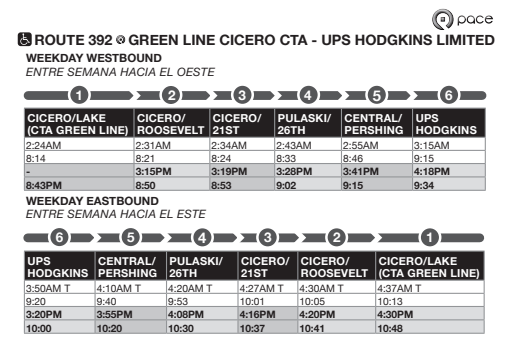 pace
ROUTE 392 GREEN LINE CICERO CTA - UPS HODGKINS LIMITED
WEEKDAY WESTBOUND
ENTRE SEMANA HACIA EL OESTE
1 2 3 4 5 6
CICERO/LAKE (CTA GREEN LINE) CICERO/ROOSEVELT CICERO/21ST PULASKI/26TH CENTRAL/PERSHING UPS HODGKINS
2:24AM 2:31AM 2:34AM 2:43AM 2:55AM 3:15AM
8:14 8:21 8:24 8:33 8:46 9:15
- 3:15PM 3:19PM 3:28PM 3:41PM 4:18PM
8:43PM 8:50 8:53 9:02 9:15 9:34
WEEKDAY EASTBOUND
ENTRE SEMANA HACIA EL ESTE
6 5 4 3 2 1
UPS HODGKINS CENTRAL/PERSHING PULASKI/26TH CICERO/21ST CICERO/ROOSEVELT CICERO/LAKE (CTA GREEN LINE)
3:50AM T 4:10AM T 4:20AM T 4:27AM T 4:30AM T 4:37AM T
9:20 9:40 9:53 10:01 10:05 10:13
3:20PM 3:55PM 4:08PM 4:16PM 4:20PM 4:30PM
10:00 10:20 10:30 10:37 10:41 10:48